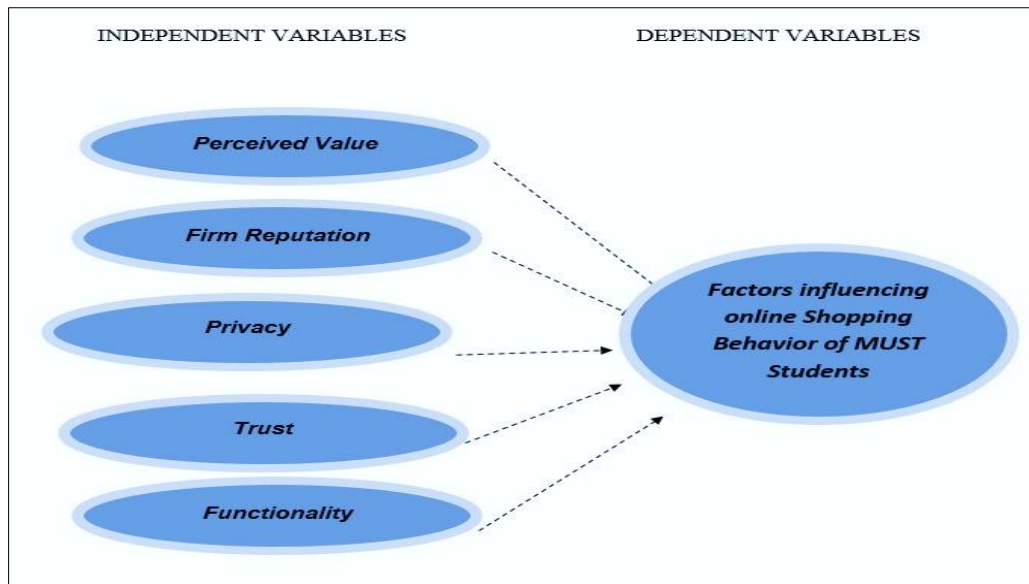 INDEPENDENT VARIABLES
DEPENDENT VARIABLES
Perceived Value
Firm Reputation
Privacy
Trust
Functionality
Factors influencing
online Shopping
Behavior of MUST
Students